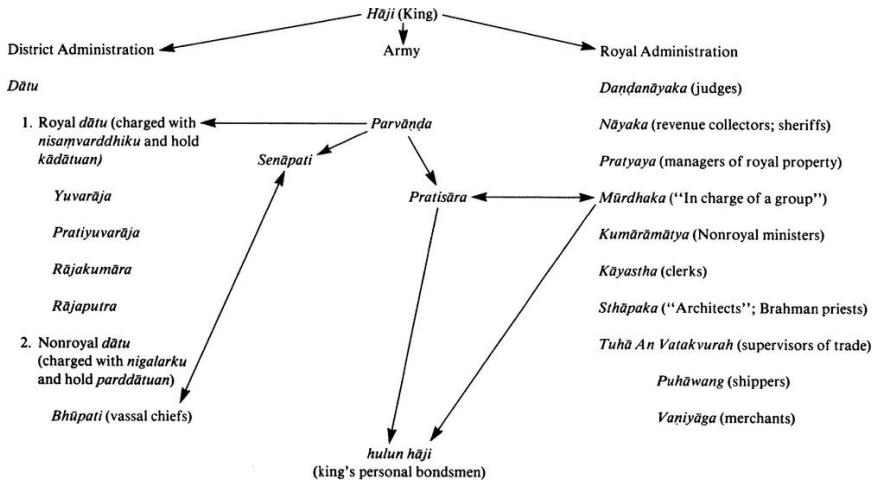 Hāji (King)
District Administration
Army
Royal Administration
Dātu
Daṇḍanāyaka (judges)
1. Royal dātu (charged with
nisaṃvarddhiku and hold
kādātuan)
Parvāṇḍa
Nāyaka (revenue collectors; sheriffs)
Senāpati
Pratyaya (managers of royal property)
Yuvarāja
Pratisāra
Mūrdhaka (“In charge of a group”)
Pratiyuvarāja
Kumārāmātya (Nonroyal ministers)
Rājakumāra
Kāyastha (clerks)
Rājaputra
Sthāpaka (“Architects”; Brahman priests)
2. Nonroyal dātu
(charged with nigalarku
and hold parddātuan)
Tuhā An Vatakvurah (supervisors of trade)
Puhāwang (shippers)
Bhūpati (vassal chiefs)
Vaṇiyāga (merchants)
hulun hāji
(king's personal bondsmen)